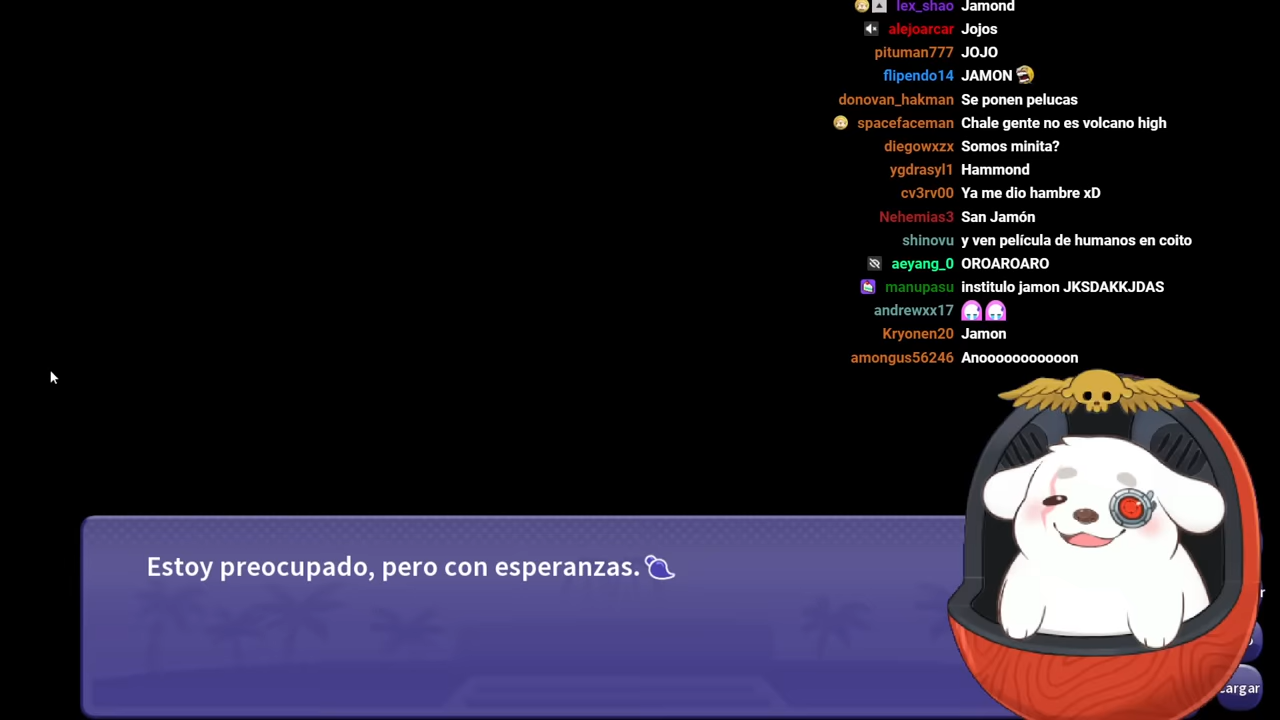 lex_shao Jamond
alejoarcar Jojos
pituman777 JOJO
flipendo14 JAMON
donovan_hakman Se ponen pelucas
spacefaceman Chale gente no es volcano high
diegowxzx Somos minita?
ygdrasyl1 Hammond
cv3rv00 Ya me dio hambre xD
Nehemias3 San Jamón
shinovu y ven película de humanos en coito
aeyang_0 OROAROARO
manupasu institulo jamon JKSDAKKJDAS
andrewxx17
Kryonen20 Jamon
amongus56246 Anooooooooooon
Estoy preocupado, pero con esperanzas.